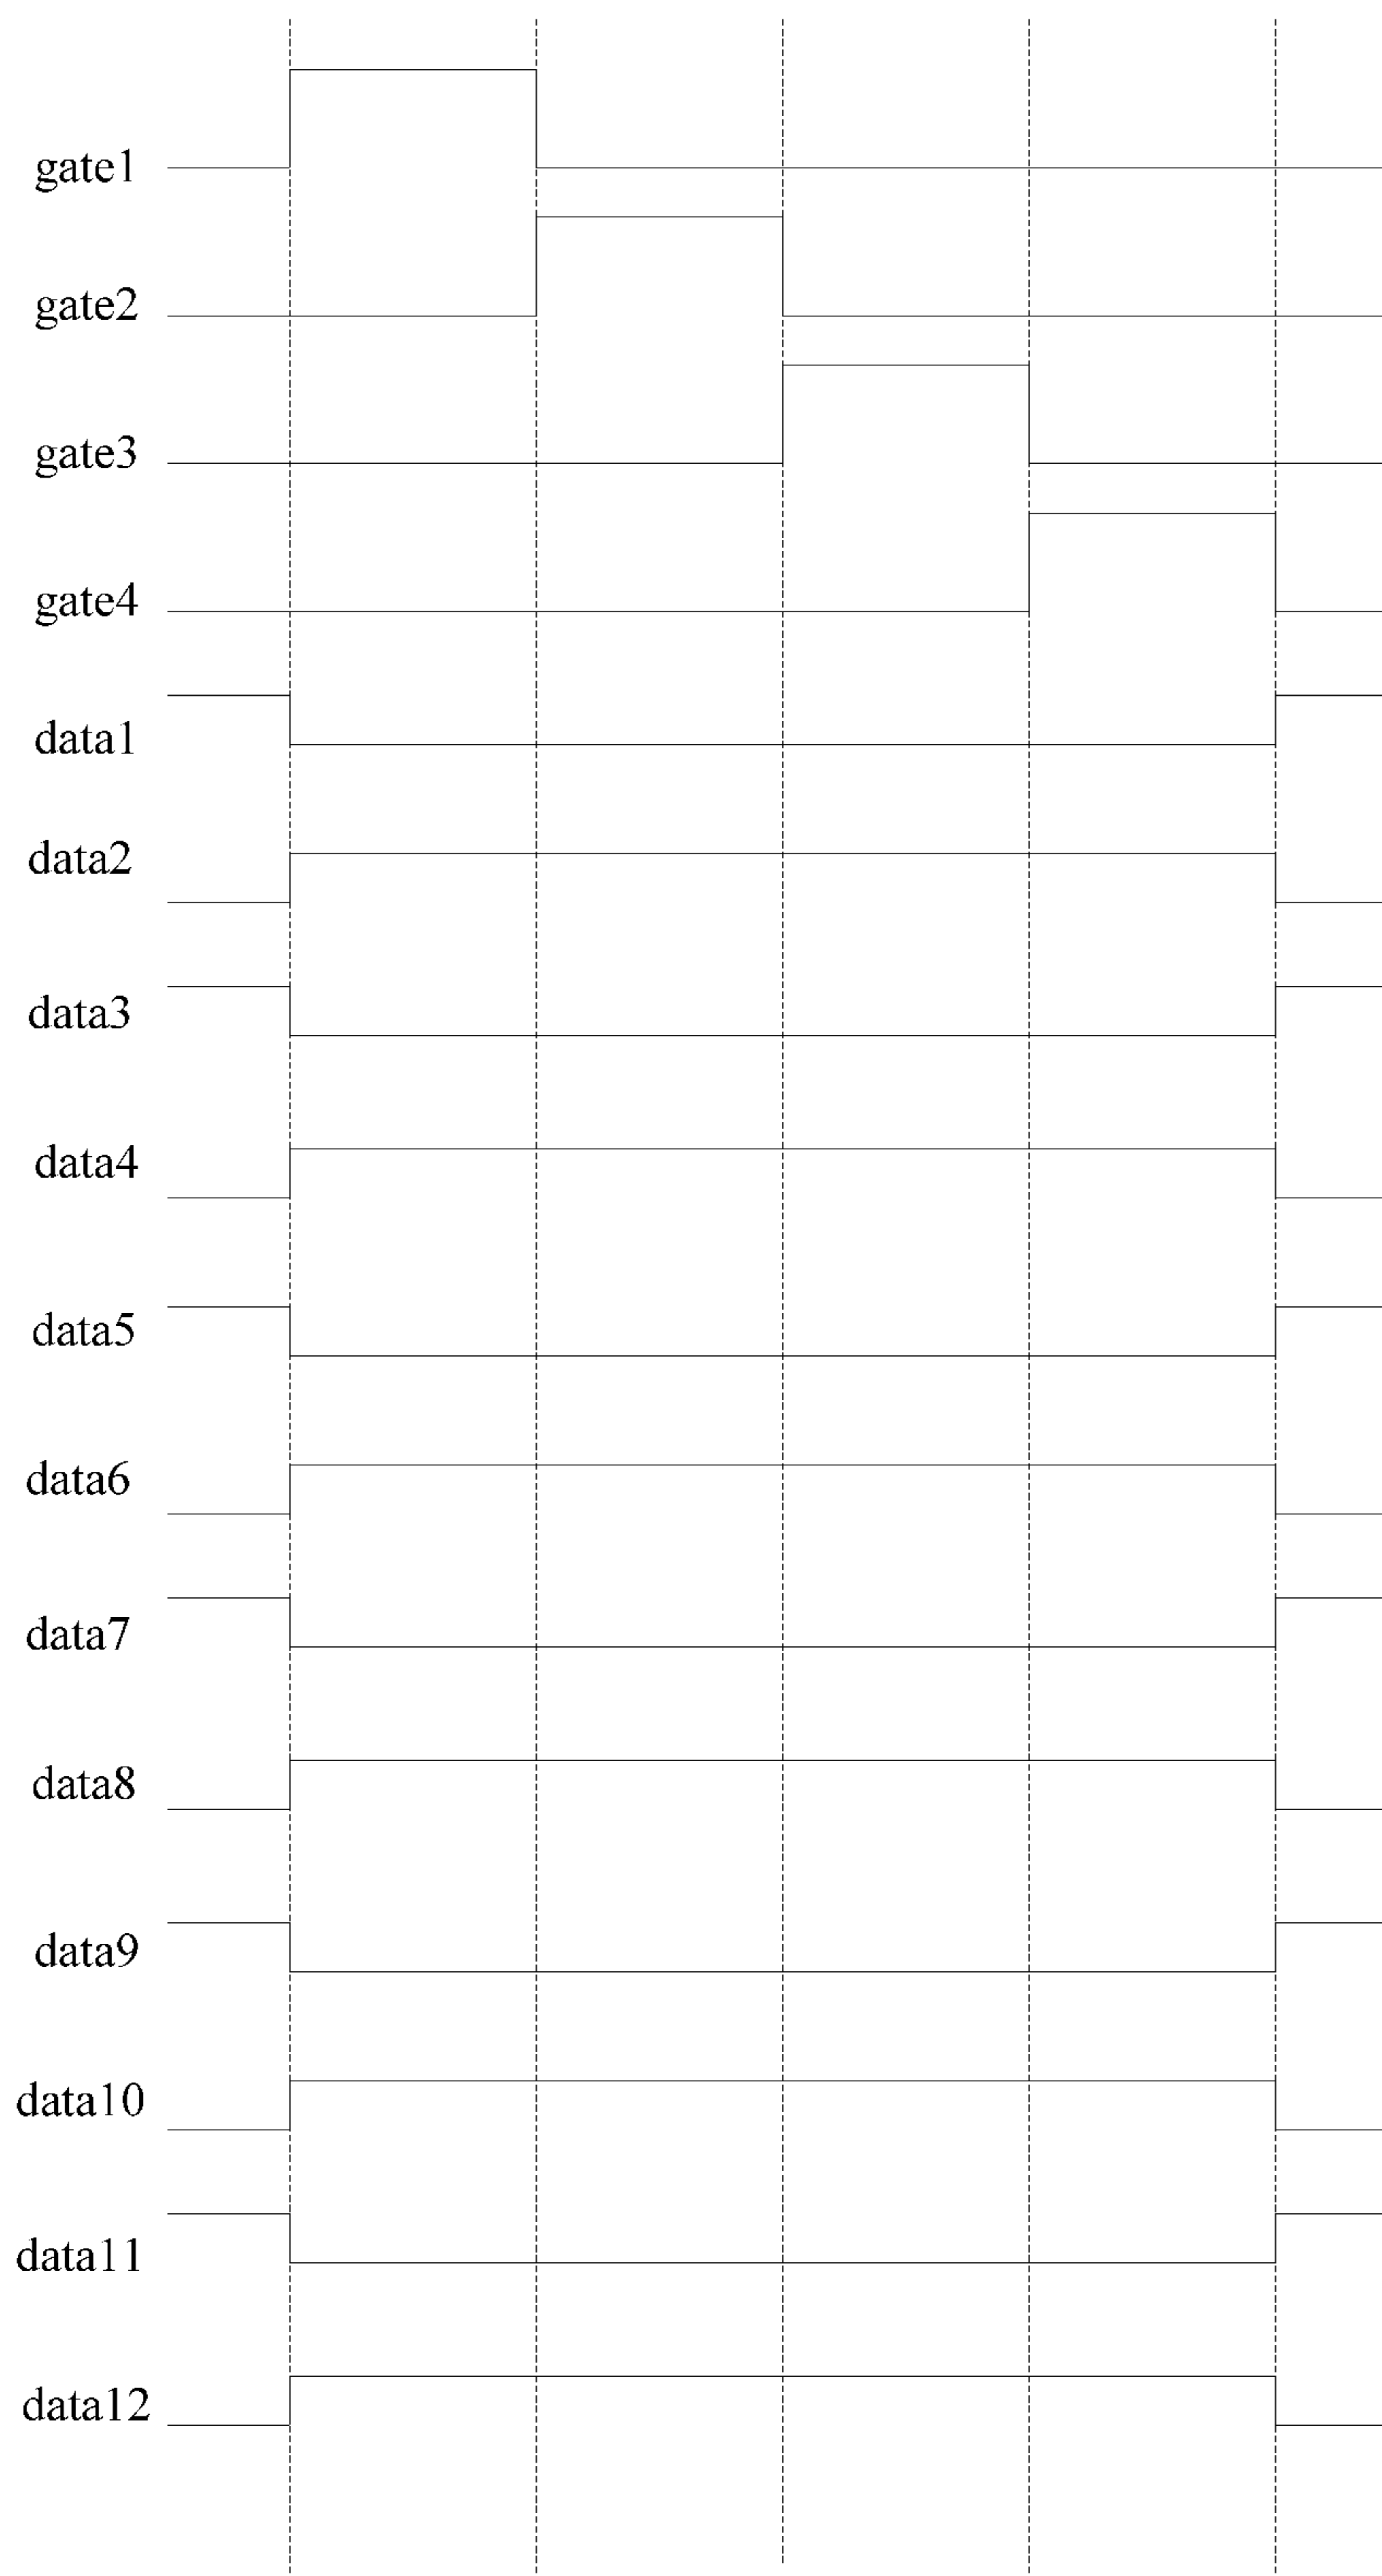 gate1
gate2
gate3
gate4
data1
data2
data3
data4
data5
data6
data7
data8
data9
data10
data11
data12